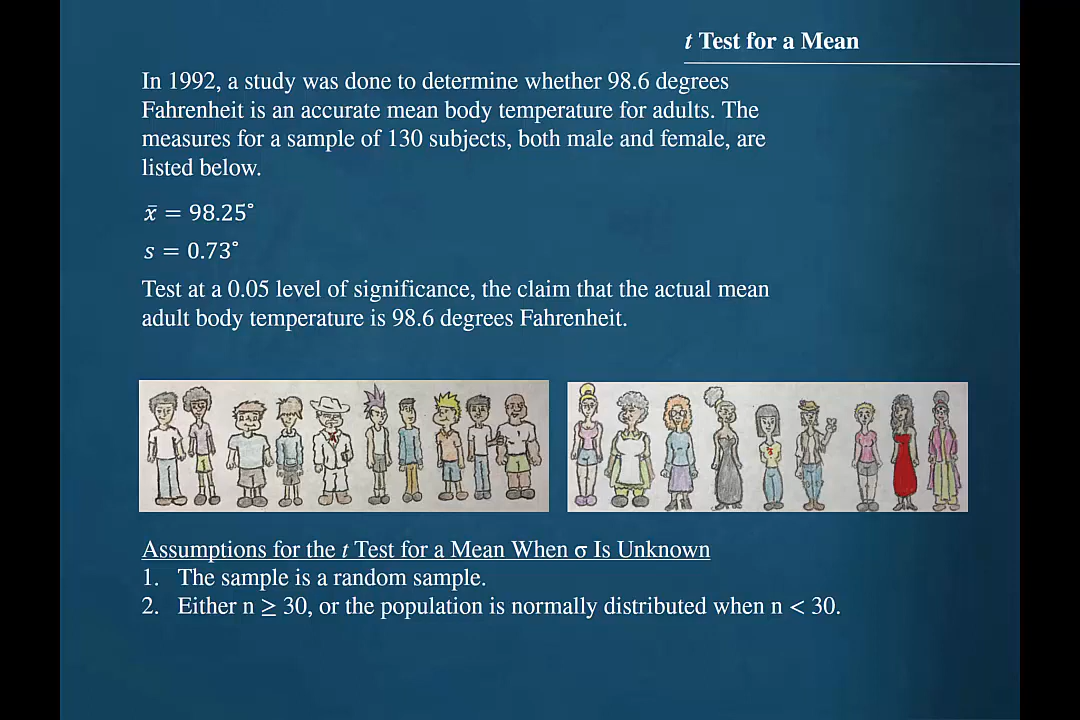 t Test for a Mean
In 1992, a study was done to determine whether 98.6 degrees
Fahrenheit is an accurate mean body temperature for adults. The
measures for a sample of 130 subjects, both male and female, are
listed below.
x̄ = 98.25°
s = 0.73°
Test at a 0.05 level of significance, the claim that the actual mean
adult body temperature is 98.6 degrees Fahrenheit.
Assumptions for the t Test for a Mean When σ Is Unknown
1. The sample is a random sample.
2. Either n ≥ 30, or the population is normally distributed when n < 30.